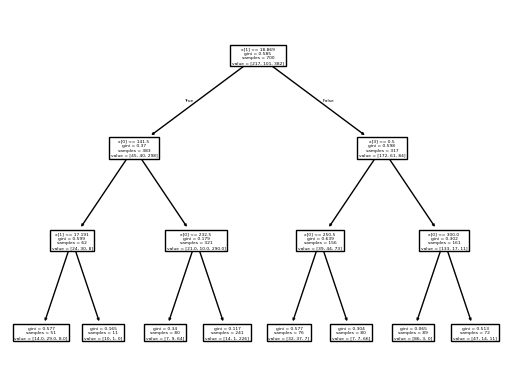 x[1] <= 18.869
gini = 0.585
samples = 700
value = [217, 101, 382]
True
False
x[0] <= 141.5
gini = 0.37
samples = 383
value = [45, 40, 298]
x[3] <= 0.5
gini = 0.598
samples = 317
value = [172, 61, 84]
x[1] <= 17.191
gini = 0.599
samples = 62
value = [24, 30, 8]
x[0] <= 232.5
gini = 0.179
samples = 321
value = [21.0, 10.0, 290.0]
x[0] <= 250.5
gini = 0.639
samples = 156
value = [39, 44, 73]
x[0] <= 300.0
gini = 0.302
samples = 161
value = [133, 17, 11]
gini = 0.577
samples = 51
value = [14.0, 29.0, 8.0]
gini = 0.165
samples = 11
value = [10, 1, 0]
gini = 0.34
samples = 80
value = [7, 9, 64]
gini = 0.117
samples = 241
value = [14, 1, 226]
gini = 0.577
samples = 76
value = [32, 37, 7]
gini = 0.304
samples = 80
value = [7, 7, 66]
gini = 0.065
samples = 89
value = [86, 3, 0]
gini = 0.513
samples = 72
value = [47, 14, 11]